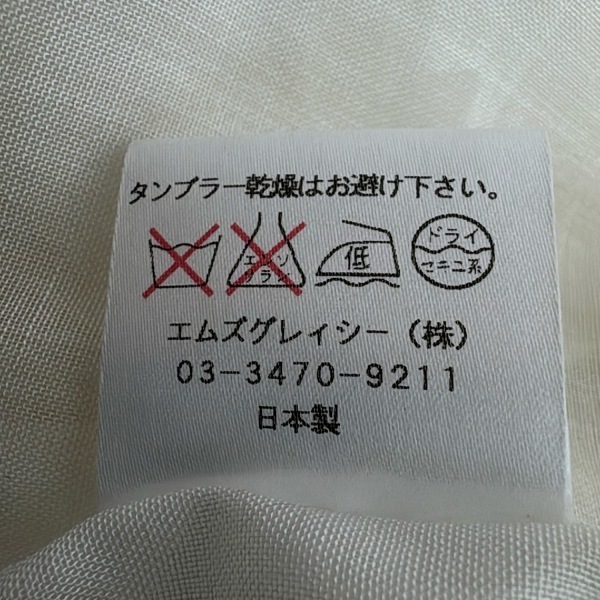 タンブラー乾燥はお避け下さい。
エンソ
サラシ
低
ドライ
セキユ系
エムズグレイシー（株）
03-3470-9211
日本製